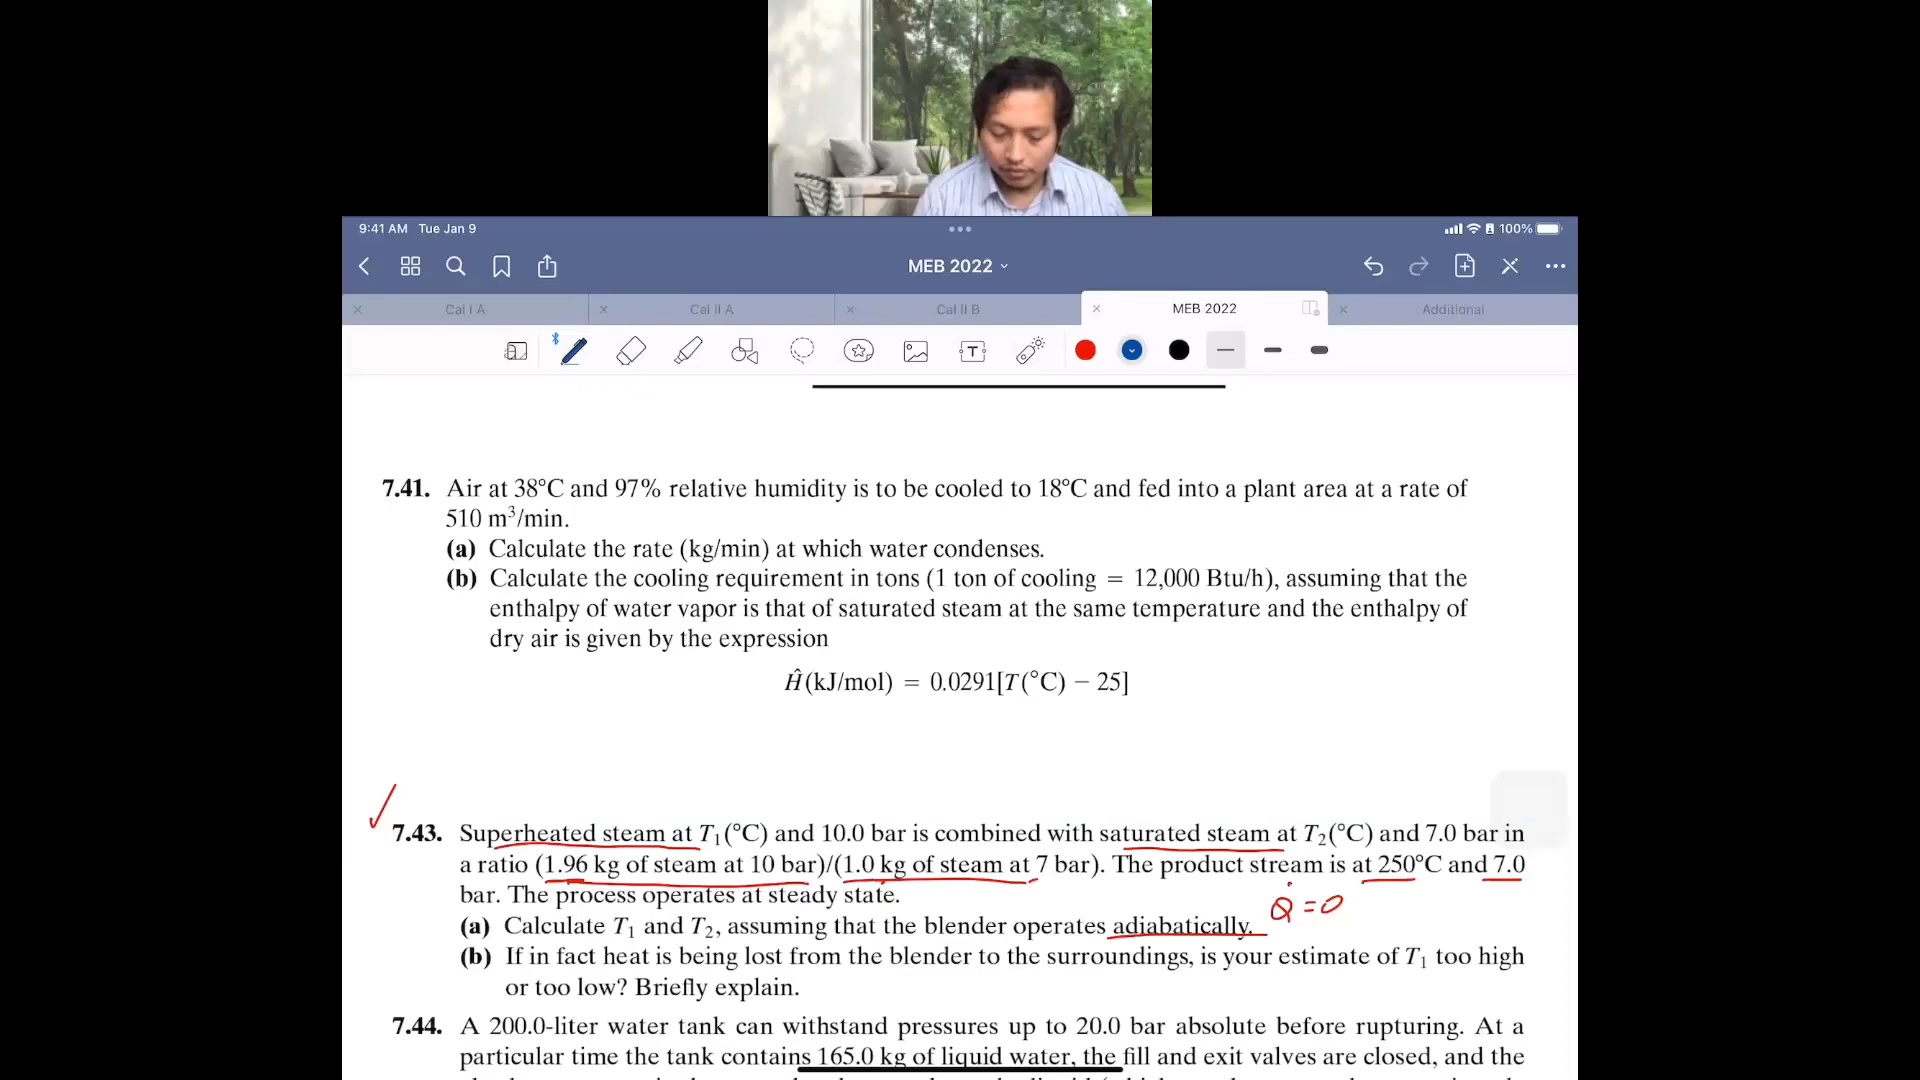 9:41 AM Tue Jan 9
100%
MEB 2022
Cal I A
Cal II A
Cal II B
MEB 2022
Additional
7.41. Air at 38°C and 97% relative humidity is to be cooled to 18°C and fed into a plant area at a rate of
510 m³/min.
(a) Calculate the rate (kg/min) at which water condenses.
(b) Calculate the cooling requirement in tons (1 ton of cooling = 12,000 Btu/h), assuming that the
enthalpy of water vapor is that of saturated steam at the same temperature and the enthalpy of
dry air is given by the expression
Ĥ(kJ/mol) = 0.0291[T(°C) − 25]
7.43. Superheated steam at T₁(°C) and 10.0 bar is combined with saturated steam at T₂(°C) and 7.0 bar in
a ratio (1.96 kg of steam at 10 bar)/(1.0 kg of steam at 7 bar). The product stream is at 250°C and 7.0
bar. The process operates at steady state.
Q̇ = 0
(a) Calculate T₁ and T₂, assuming that the blender operates adiabatically.
(b) If in fact heat is being lost from the blender to the surroundings, is your estimate of T₁ too high
or too low? Briefly explain.
7.44. A 200.0-liter water tank can withstand pressures up to 20.0 bar absolute before rupturing. At a
particular time the tank contains 165.0 kg of liquid water, the fill and exit valves are closed, and the